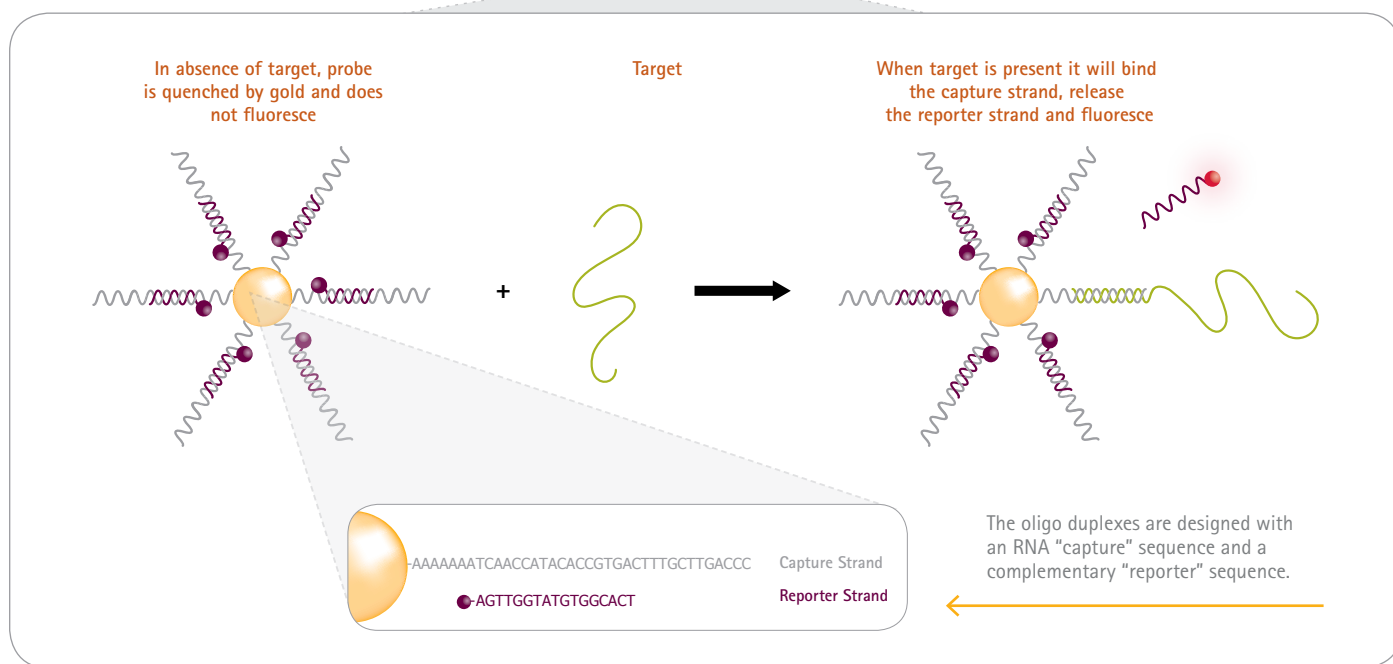 In absence of target, probe
is quenched by gold and does
not fluoresce
Target
When target is present it will bind
the capture strand, release
the reporter strand and fluoresce
+
-AAAAAAATCAACCATACACCGTGACTTTGCTTGACCC
Capture Strand
-AGTTGGTATGTGGCACT
Reporter Strand
The oligo duplexes are designed with
an RNA “capture” sequence and a
complementary “reporter” sequence.